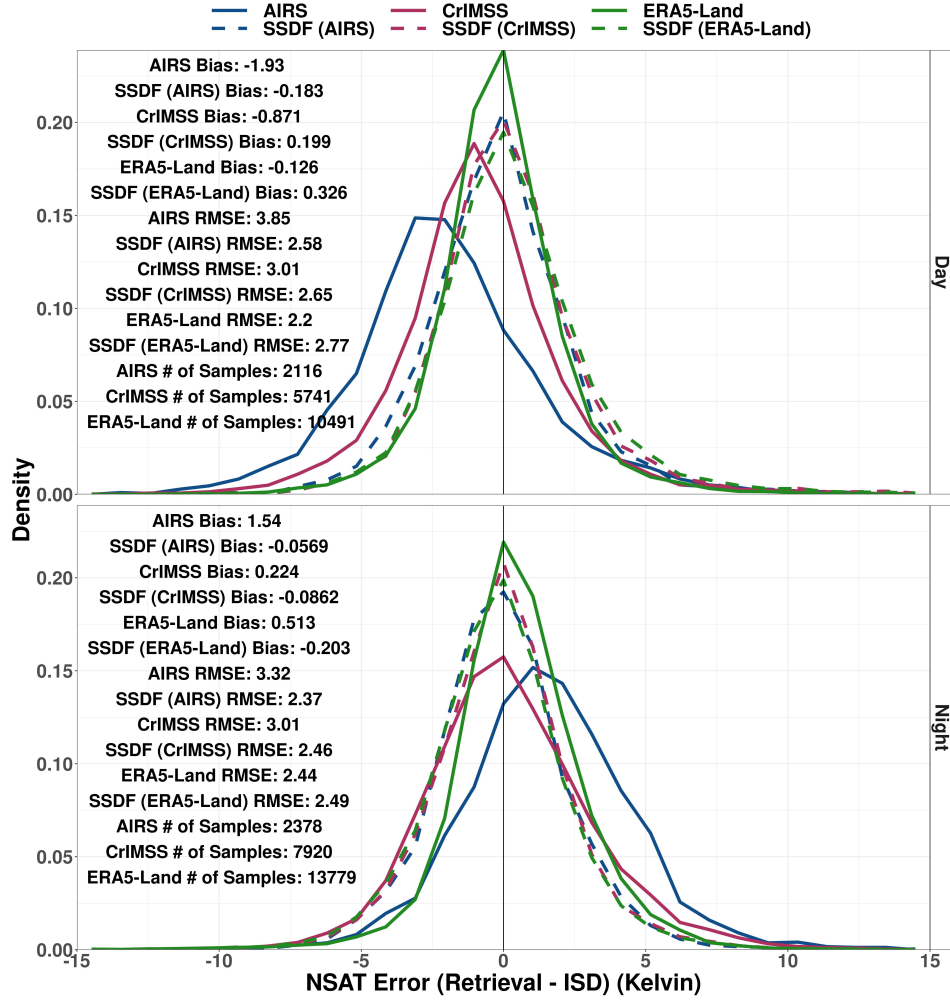 AIRS CrIMSS ERA5-Land
SSDF (AIRS) SSDF (CrIMSS) SSDF (ERA5-Land)
AIRS Bias: -1.93
SSDF (AIRS) Bias: -0.183
CrIMSS Bias: -0.871
SSDF (CrIMSS) Bias: 0.199
ERA5-Land Bias: -0.126
SSDF (ERA5-Land) Bias: 0.326
AIRS RMSE: 3.85
SSDF (AIRS) RMSE: 2.58
CrIMSS RMSE: 3.01
SSDF (CrIMSS) RMSE: 2.65
ERA5-Land RMSE: 2.2
SSDF (ERA5-Land) RMSE: 2.77
AIRS # of Samples: 2116
CrIMSS # of Samples: 5741
ERA5-Land # of Samples: 10491
0.20
0.15
0.10
0.05
0.00
Day
Density
AIRS Bias: 1.54
SSDF (AIRS) Bias: -0.0569
CrIMSS Bias: 0.224
SSDF (CrIMSS) Bias: -0.0862
ERA5-Land Bias: 0.513
SSDF (ERA5-Land) Bias: -0.203
AIRS RMSE: 3.32
SSDF (AIRS) RMSE: 2.37
CrIMSS RMSE: 3.01
SSDF (CrIMSS) RMSE: 2.46
ERA5-Land RMSE: 2.44
SSDF (ERA5-Land) RMSE: 2.49
AIRS # of Samples: 2378
CrIMSS # of Samples: 7920
ERA5-Land # of Samples: 13779
0.20
0.15
0.10
0.05
0.00
Night
-15 -10 -5 0 5 10 15
NSAT Error (Retrieval - ISD) (Kelvin)